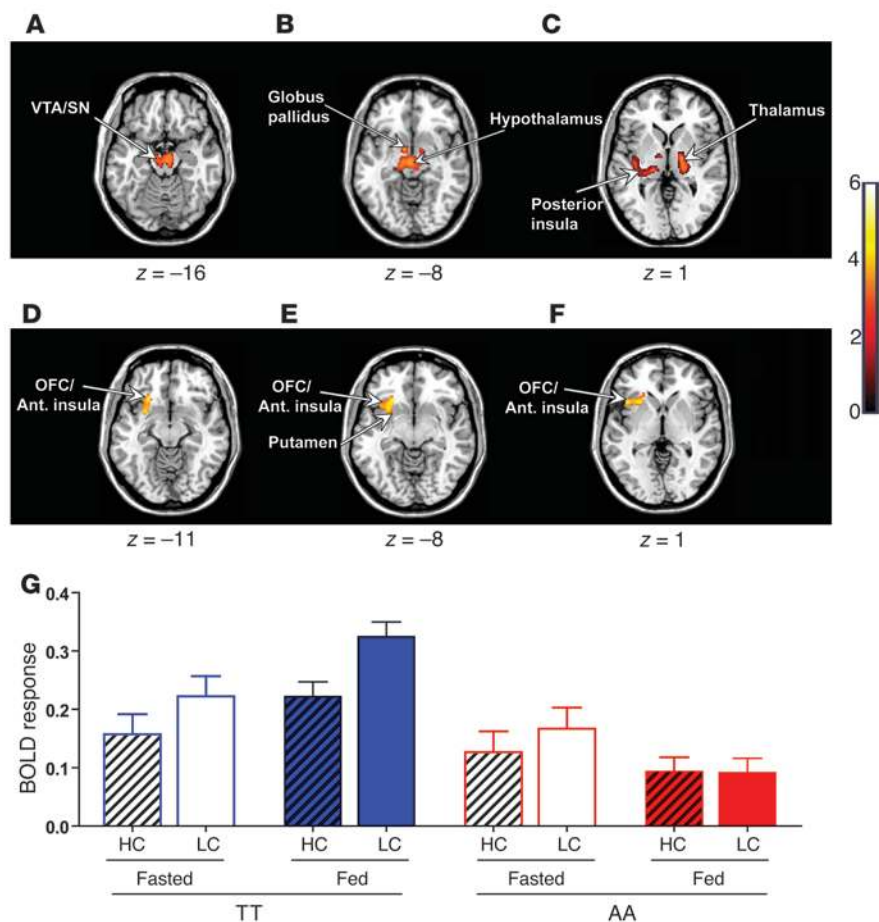 A
B
C
VTA/SN
Globus
pallidus
Hypothalamus
Thalamus
Posterior
insula
z = −16
z = −8
z = 1
6
4
2
0
D
E
F
OFC/
Ant. insula
OFC/
Ant. insula
Putamen
OFC/
Ant. insula
z = −11
z = −8
z = 1
G
BOLD response
0.4
0.3
0.2
0.1
0.0
HC LC HC LC HC LC HC LC
Fasted Fed Fasted Fed
TT AA